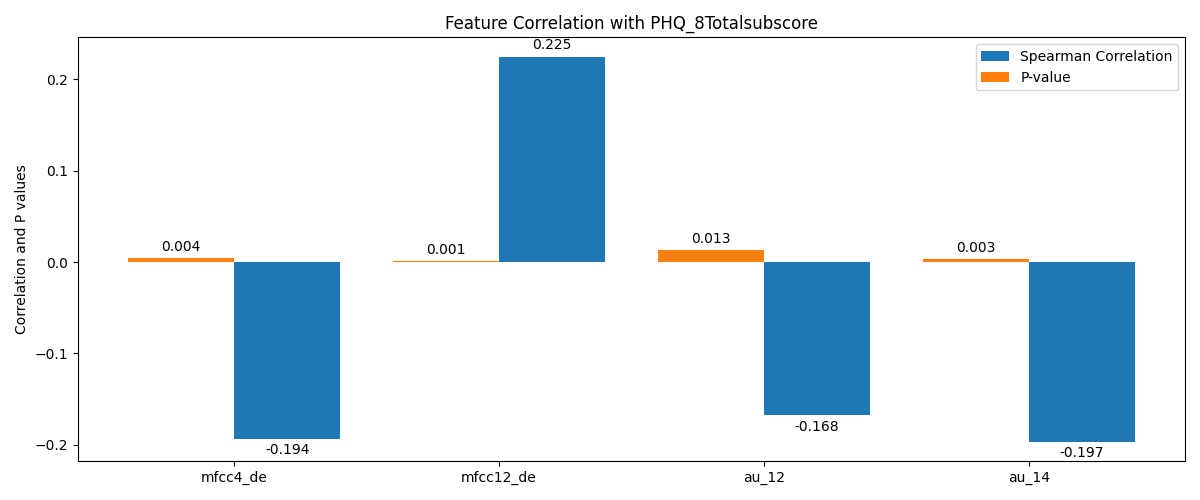 Feature Correlation with PHQ_8Totalsubscore
Correlation and P values
0.2
0.1
0.0
−0.1
−0.2
Spearman Correlation
P-value
0.004
-0.194
0.001
0.225
0.013
-0.168
0.003
-0.197
mfcc4_de
mfcc12_de
au_12
au_14